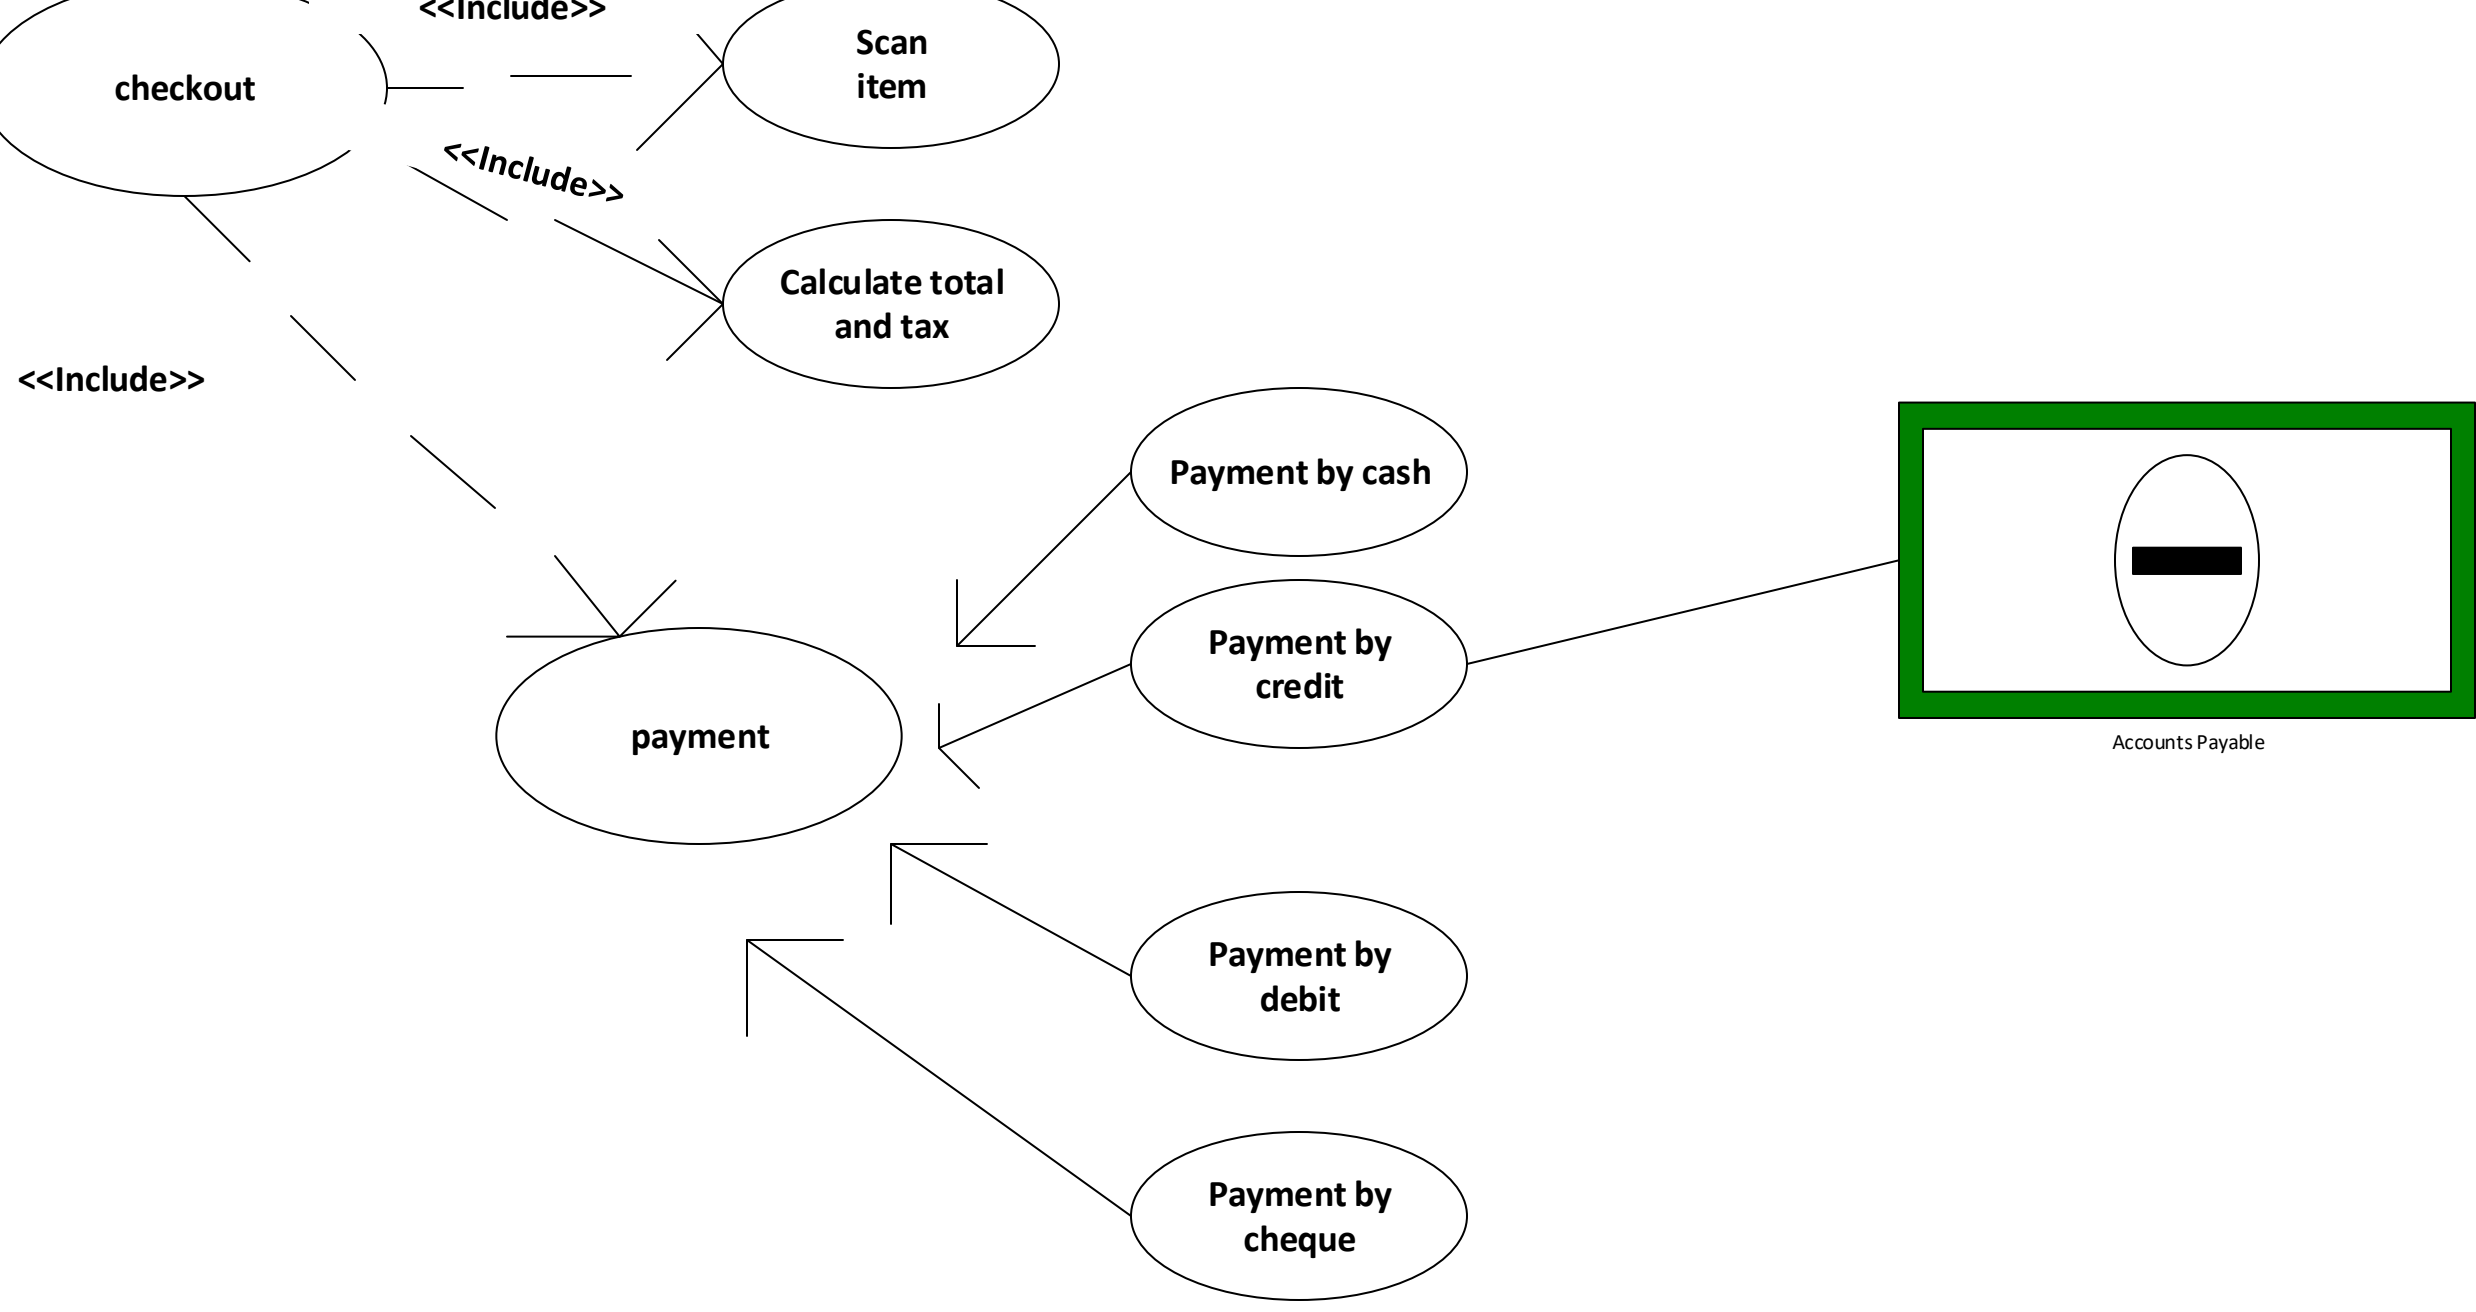 <<Include>>
checkout
Scan
item
<<Include>>
Calculate total
and tax
<<Include>>
Payment by cash
Payment by
credit
payment
Accounts Payable
Payment by
debit
Payment by
cheque